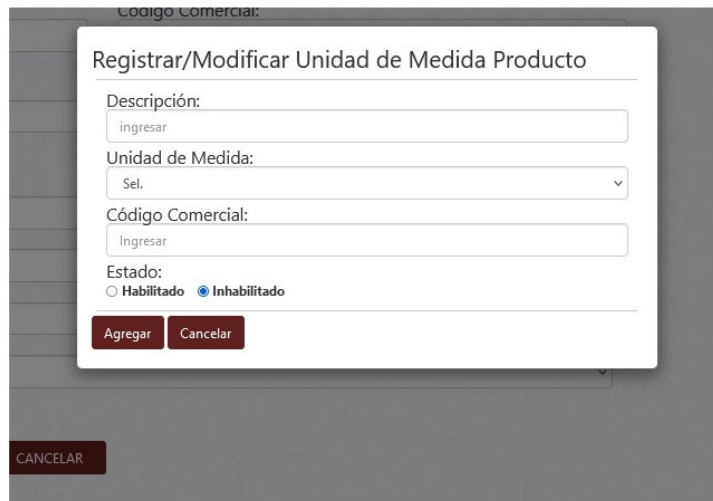 Código Comercial:
Registrar/Modificar Unidad de Medida Producto
Descripción:
ingresar
Unidad de Medida:
Sel.
Código Comercial:
Ingresar
Estado:
Habilitado Inhabilitado
Agregar Cancelar
CANCELAR